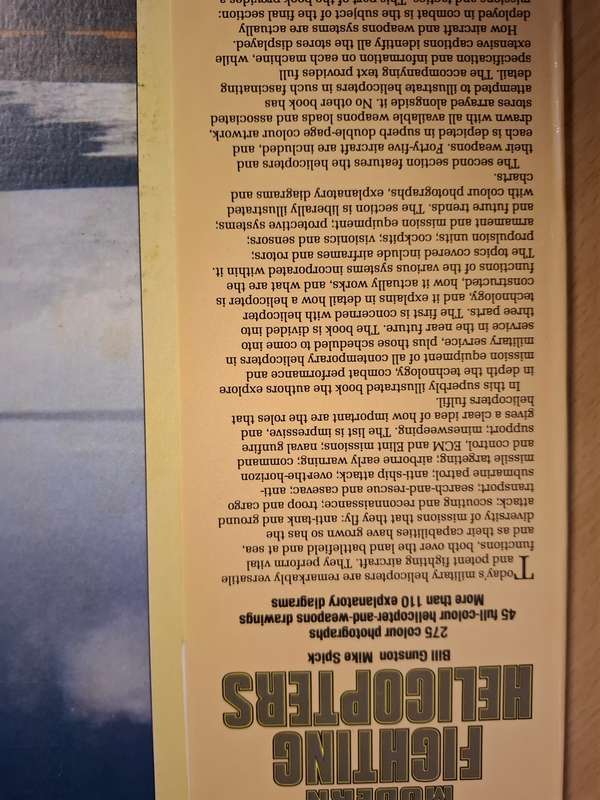 MODERN
FIGHTING
HELICOPTERS
Bill Gunston Mike Spick
275 colour photographs
45 full-colour helicopter-and-weapons drawings
More than 110 explanatory diagrams
Today's military helicopters are remarkably versatile
and potent fighting aircraft. They perform vital
functions, both over the land battlefield and at sea,
and as their capabilities have grown so has the
diversity of missions that they fly: anti-tank and ground
attack; scouting and reconnaissance; troop and cargo
transport; search-and-rescue and casevac; anti-
submarine patrol; anti-ship attack; over-the-horizon
missile targeting; airborne early warning; command
and control, ECM and Elint missions; naval gunfire
support; minesweeping. The list is impressive, and
gives a clear idea of how important are the roles that
helicopters fulfil.
In this superbly illustrated book the authors explore
in depth the technology, combat performance and
mission equipment of all contemporary helicopters in
military service, plus those scheduled to come into
service in the near future. The book is divided into
three parts. The first is concerned with helicopter
technology, and it explains in detail how a helicopter is
constructed, how it actually works, and what are the
functions of the various systems incorporated within it.
The topics covered include airframes and rotors;
propulsion units; cockpits; visionics and sensors;
armament and mission equipment; protective systems;
and future trends. The section is liberally illustrated
with colour photographs, explanatory diagrams and
charts.
The second section features the helicopters and
their weapons. Forty-five aircraft are included, and
each is depicted in superb double-page colour artwork,
drawn with all available weapons loads and associated
stores arrayed alongside it. No other book has
attempted to illustrate helicopters in such fascinating
detail. The accompanying text provides full
specification and information on each machine, while
extensive captions identify all the stores displayed.
How aircraft and weapons systems are actually
deployed in combat is the subject of the final section:
missions and tactics. This part of the book provides a